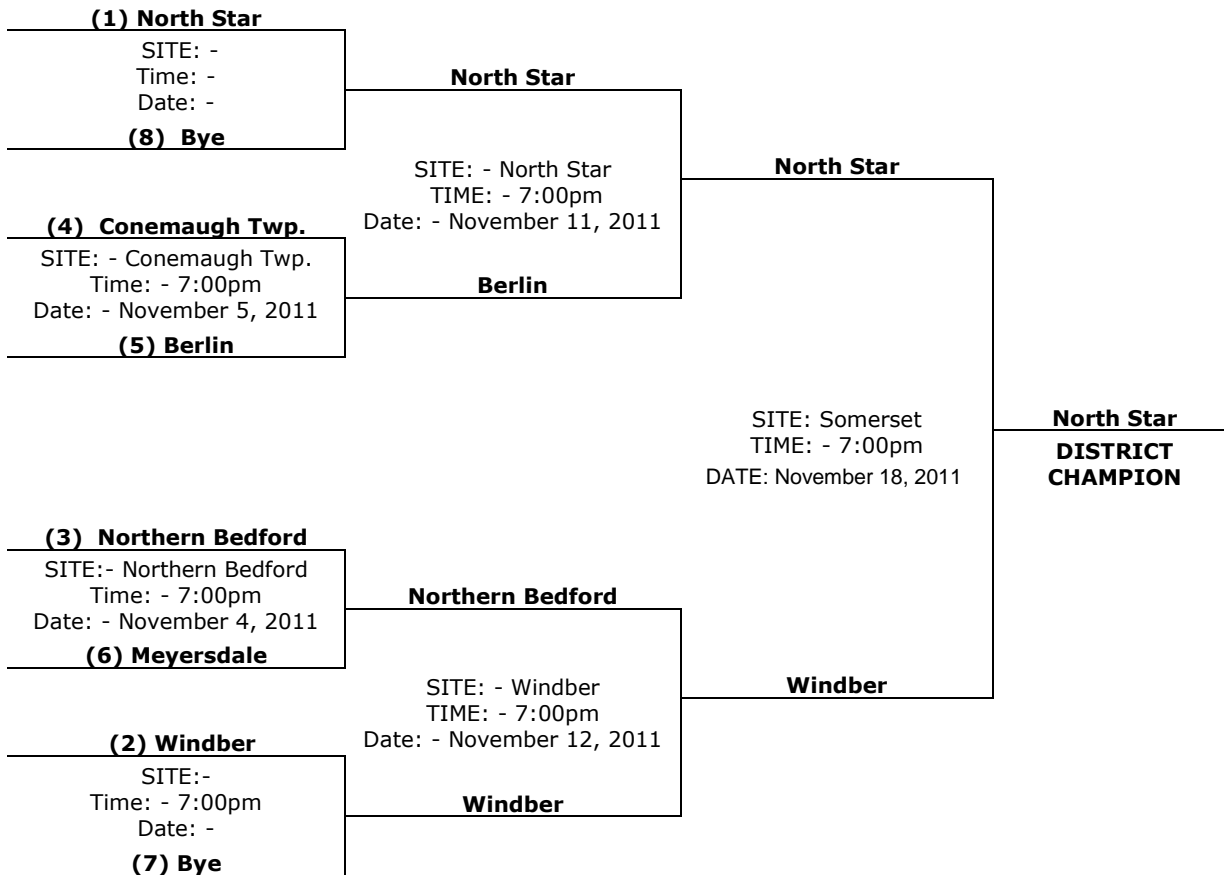 (1) North Star
SITE: -
Time: -
Date: -
(8) Bye
North Star
(4) Conemaugh Twp.
SITE: - Conemaugh Twp.
Time: - 7:00pm
Date: - November 5, 2011
(5) Berlin
SITE: - North Star
TIME: - 7:00pm
Date: - November 11, 2011
Berlin
North Star
(3) Northern Bedford
SITE:- Northern Bedford
Time: - 7:00pm
Date: - November 4, 2011
(6) Meyersdale
Northern Bedford
(2) Windber
SITE:-
Time: - 7:00pm
Date: -
(7) Bye
SITE: - Windber
TIME: - 7:00pm
Date: - November 12, 2011
Windber
Windber
SITE: Somerset
TIME: - 7:00pm
DATE: November 18, 2011
North Star
DISTRICT
CHAMPION